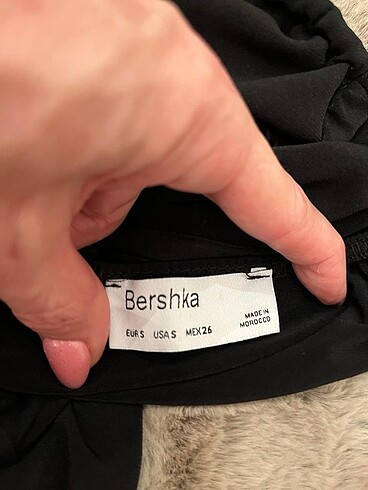 Bershka
EUR S USA S MEX 26
MADE IN
MOROCCO